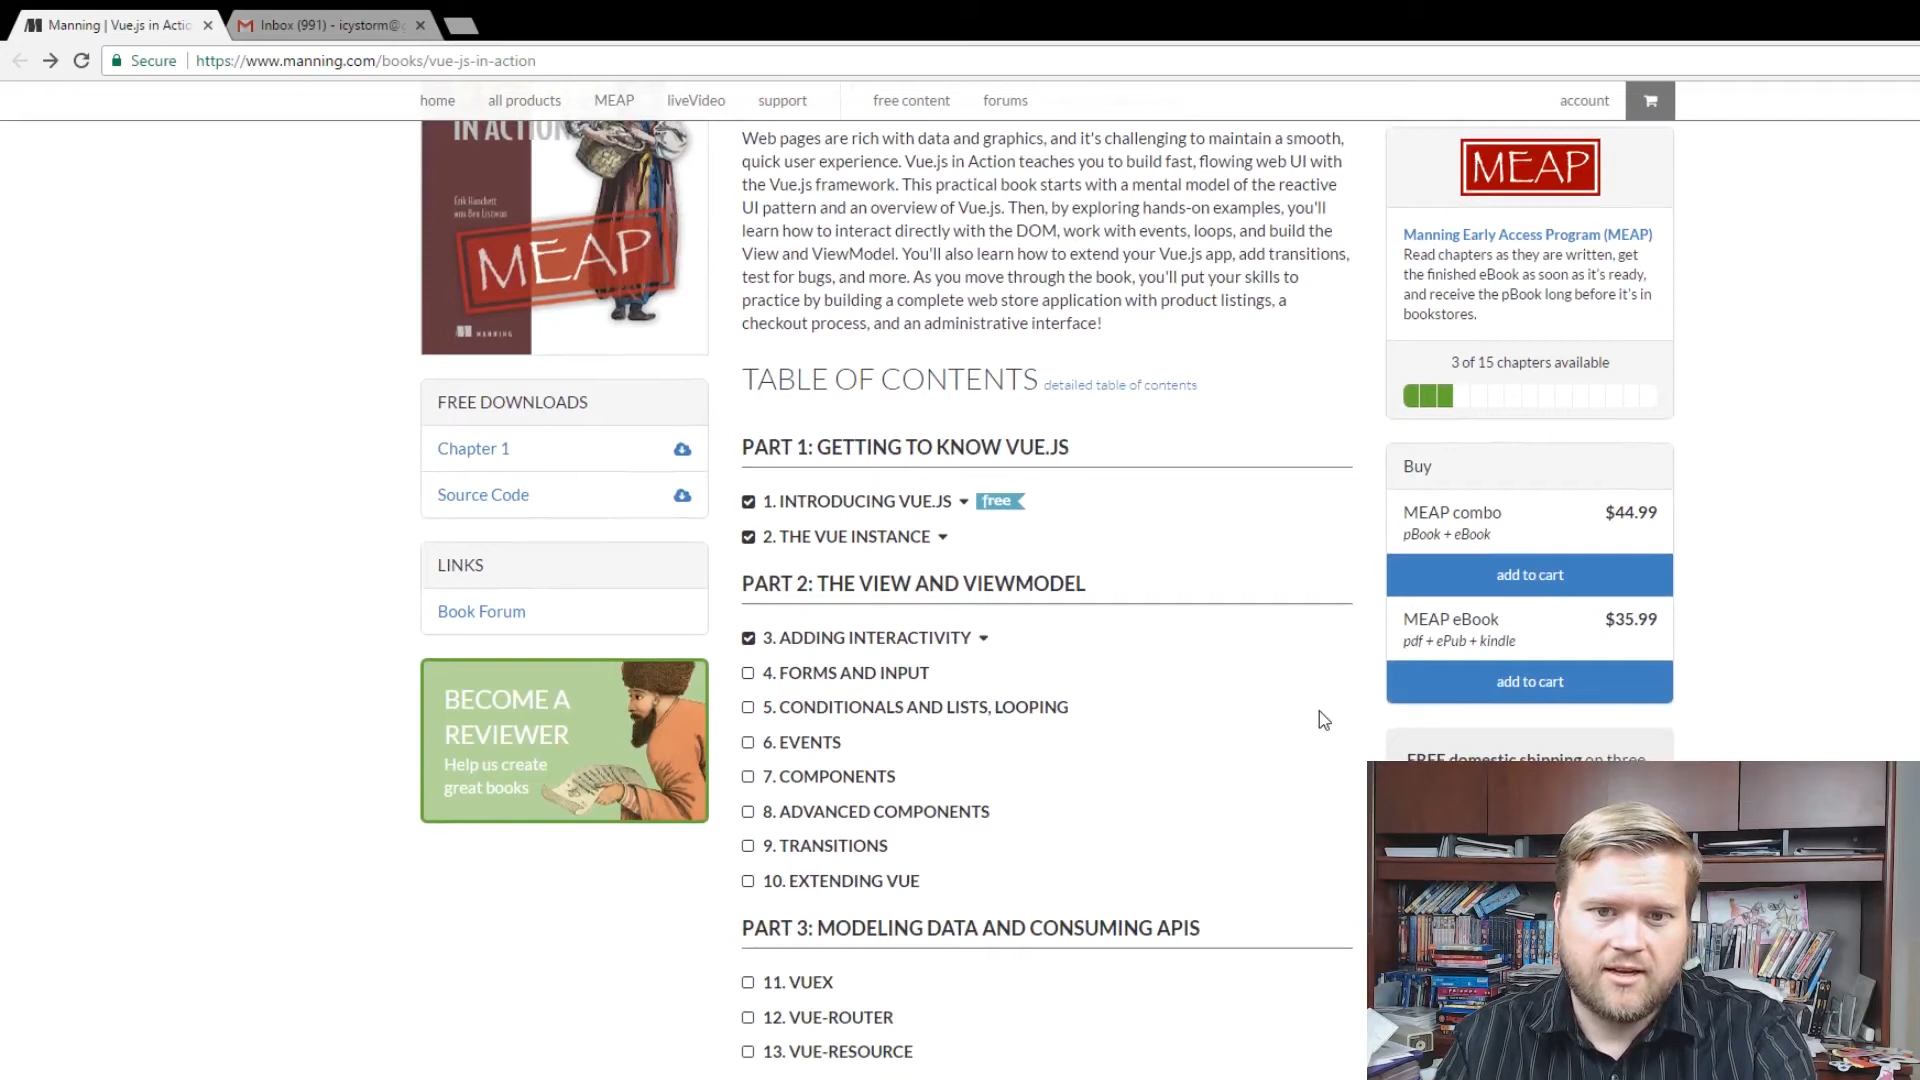 Manning | Vue.js in Actio
Inbox (991) - icystorm@
Secure
https://www.manning.com/books/vue-js-in-action
home
all products
MEAP
liveVideo
support
free content
forums
account
IN ACTION
Erik Hanchett
with Ben Listwon
MEAP
MANNING
FREE DOWNLOADS
Chapter 1
Source Code
LINKS
Book Forum
BECOME A
REVIEWER
Help us create
great books
Web pages are rich with data and graphics, and it's challenging to maintain a smooth,
quick user experience. Vue.js in Action teaches you to build fast, flowing web UI with
the Vue.js framework. This practical book starts with a mental model of the reactive
UI pattern and an overview of Vue.js. Then, by exploring hands-on examples, you'll
learn how to interact directly with the DOM, work with events, loops, and build the
View and ViewModel. You'll also learn how to extend your Vue.js app, add transitions,
test for bugs, and more. As you move through the book, you'll put your skills to
practice by building a complete web store application with product listings, a
checkout process, and an administrative interface!
TABLE OF CONTENTS detailed table of contents
PART 1: GETTING TO KNOW VUE.JS
1. INTRODUCING VUE.JS free
2. THE VUE INSTANCE
PART 2: THE VIEW AND VIEWMODEL
3. ADDING INTERACTIVITY
4. FORMS AND INPUT
5. CONDITIONALS AND LISTS, LOOPING
6. EVENTS
7. COMPONENTS
8. ADVANCED COMPONENTS
9. TRANSITIONS
10. EXTENDING VUE
PART 3: MODELING DATA AND CONSUMING APIS
11. VUEX
12. VUE-ROUTER
13. VUE-RESOURCE
MEAP
Manning Early Access Program (MEAP)
Read chapters as they are written, get
the finished eBook as soon as it's ready,
and receive the pBook long before it's in
bookstores.
3 of 15 chapters available
Buy
MEAP combo $44.99
pBook + eBook
add to cart
MEAP eBook $35.99
pdf + ePub + kindle
add to cart
FREE domestic shipping on three